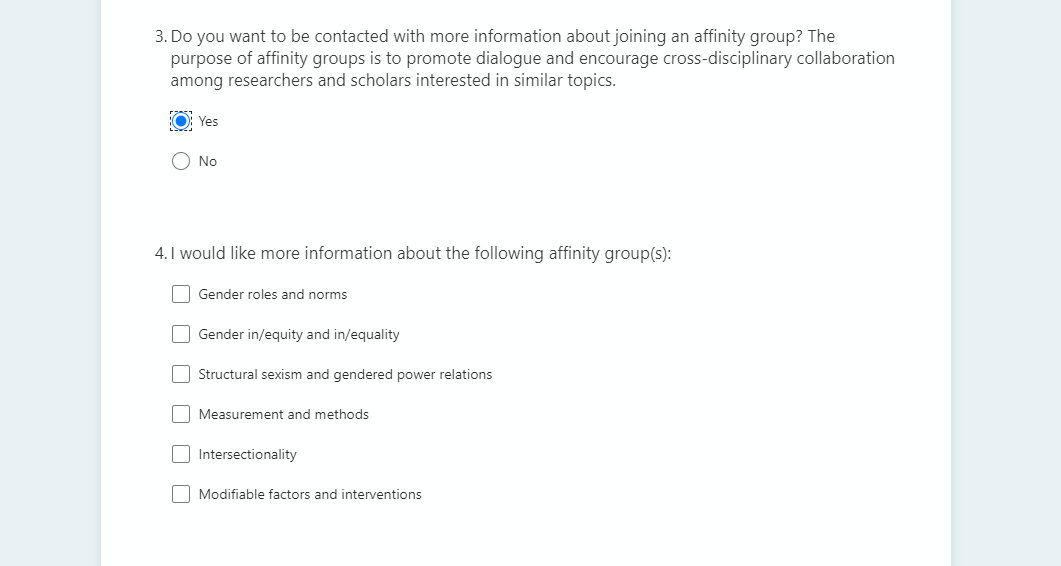 3. Do you want to be contacted with more information about joining an affinity group? The
purpose of affinity groups is to promote dialogue and encourage cross-disciplinary collaboration
among researchers and scholars interested in similar topics.
Yes
No
4. I would like more information about the following affinity group(s):
Gender roles and norms
Gender in/equity and in/equality
Structural sexism and gendered power relations
Measurement and methods
Intersectionality
Modifiable factors and interventions